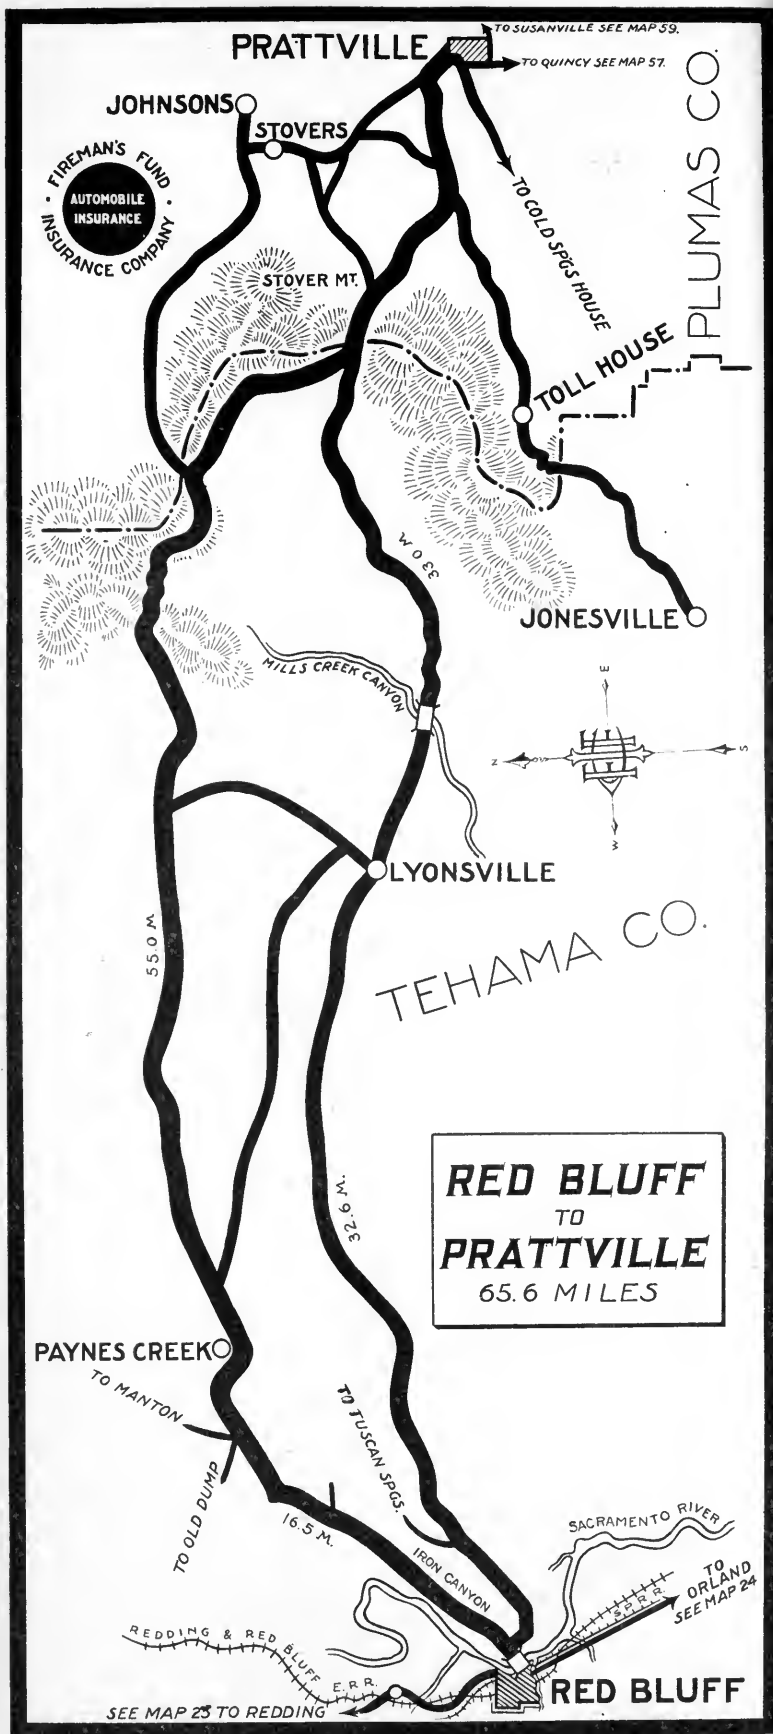 TO SUSANVILLE SEE MAP 59.
PRATTVILLE
TO QUINCY SEE MAP 57.
JOHNSONS
STOVERS
PLUMAS CO.
FIREMAN'S FUND
AUTOMOBILE
INSURANCE
INSURANCE COMPANY
TO COLD SP'GS HOUSE
STOVER MT.
TOLL HOUSE
33.0 M.
JONESVILLE
MILLS CREEK CANYON
E
N
S
W
LYONSVILLE
55.0 M
TEHAMA CO.
RED BLUFF
TO
PRATTVILLE
65.6 MILES
32.6 M.
PAYNES CREEK
TO MANTON
TO TUSCAN SPGS.
TO OLD DUMP
16.5 M.
IRON CANYON
SACRAMENTO RIVER
TO
ORLAND
SEE MAP 24
S.P.R.R.
REDDING & RED BLUFF
E.R.R.
RED BLUFF
SEE MAP 25 TO REDDING